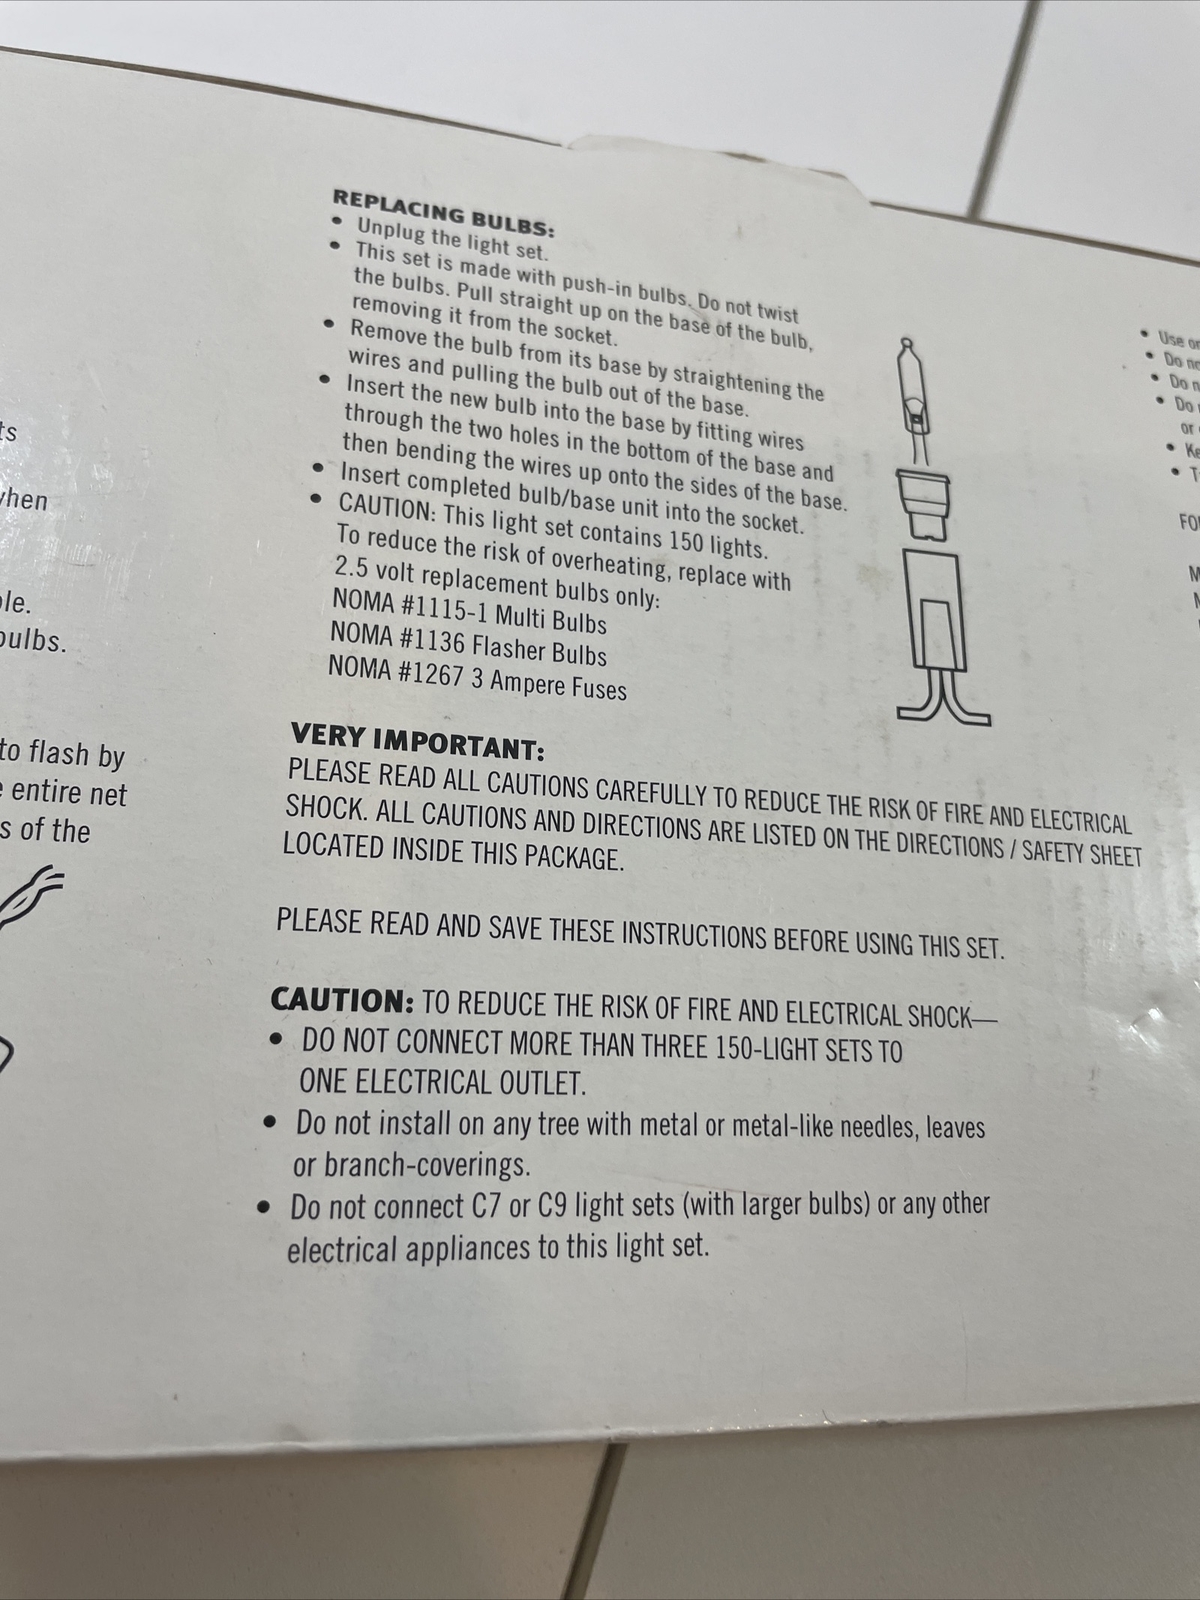 REPLACING BULBS:
• Unplug the light set.
• This set is made with push-in bulbs. Do not twist
the bulbs. Pull straight up on the base of the bulb,
removing it from the socket.
• Remove the bulb from its base by straightening the
wires and pulling the bulb out of the base.
• Insert the new bulb into the base by fitting wires
through the two holes in the bottom of the base and
then bending the wires up onto the sides of the base.
• Insert completed bulb/base unit into the socket.
• CAUTION: This light set contains 150 lights.
To reduce the risk of overheating, replace with
2.5 volt replacement bulbs only:
NOMA #1115-1 Multi Bulbs
NOMA #1136 Flasher Bulbs
NOMA #1267 3 Ampere Fuses
VERY IMPORTANT:
PLEASE READ ALL CAUTIONS CAREFULLY TO REDUCE THE RISK OF FIRE AND ELECTRICAL
SHOCK. ALL CAUTIONS AND DIRECTIONS ARE LISTED ON THE DIRECTIONS / SAFETY SHEET
LOCATED INSIDE THIS PACKAGE.
PLEASE READ AND SAVE THESE INSTRUCTIONS BEFORE USING THIS SET.
CAUTION: TO REDUCE THE RISK OF FIRE AND ELECTRICAL SHOCK—
• DO NOT CONNECT MORE THAN THREE 150-LIGHT SETS TO
ONE ELECTRICAL OUTLET.
• Do not install on any tree with metal or metal-like needles, leaves
or branch-coverings.
• Do not connect C7 or C9 light sets (with larger bulbs) or any other
electrical appliances to this light set.
bulbs.
to flash by
entire net
s of the
• Use
• Do
• Do
• Do
or